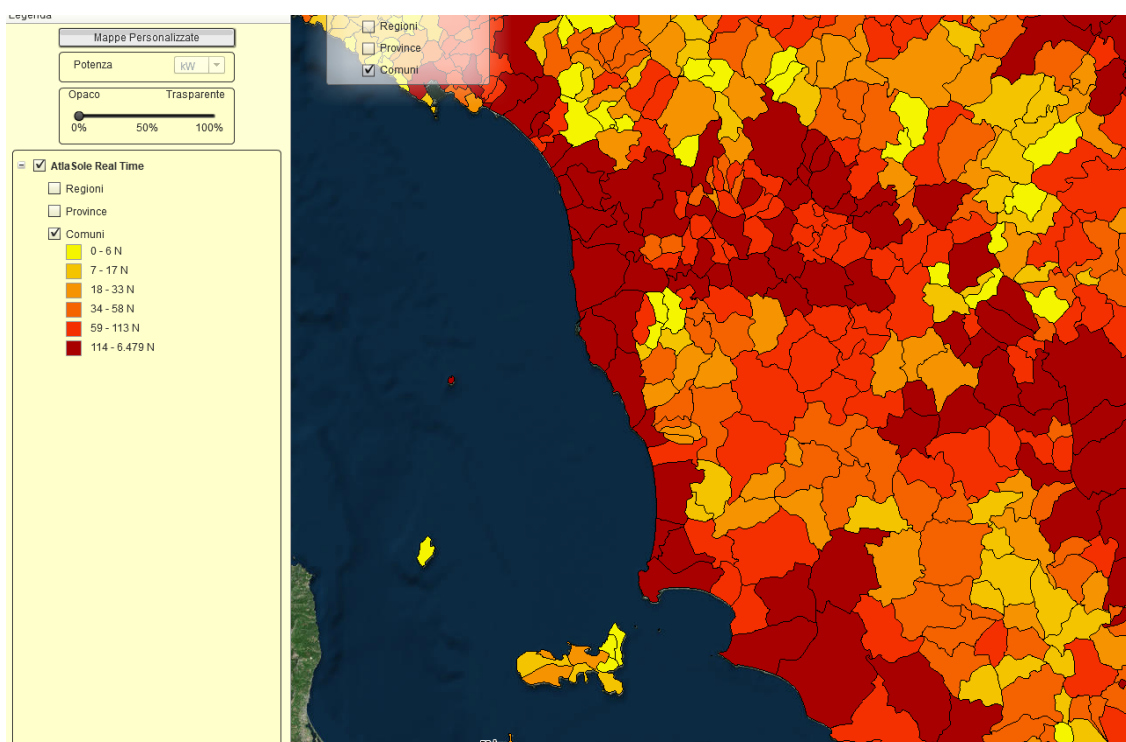 Legenda
Mappe Personalizzate
Potenza kW
Opaco Trasparente
0% 50% 100%
AtlaSole Real Time
Regioni
Province
Comuni
0 - 6 N
7 - 17 N
18 - 33 N
34 - 58 N
59 - 113 N
114 - 6.479 N
Regioni
Province
Comuni